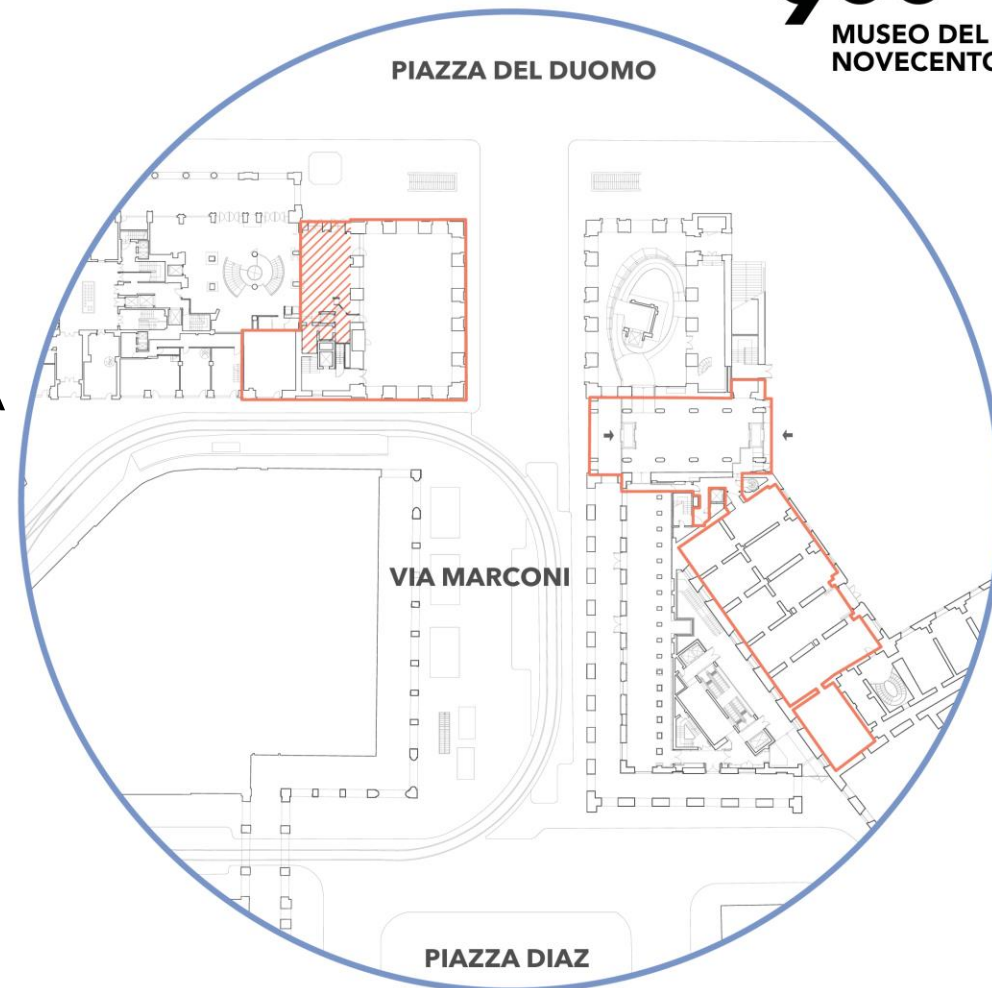 MUSEO DEL
NOVECENTO
PIAZZA DEL DUOMO
VIA MARCONI
PIAZZA DIAZ